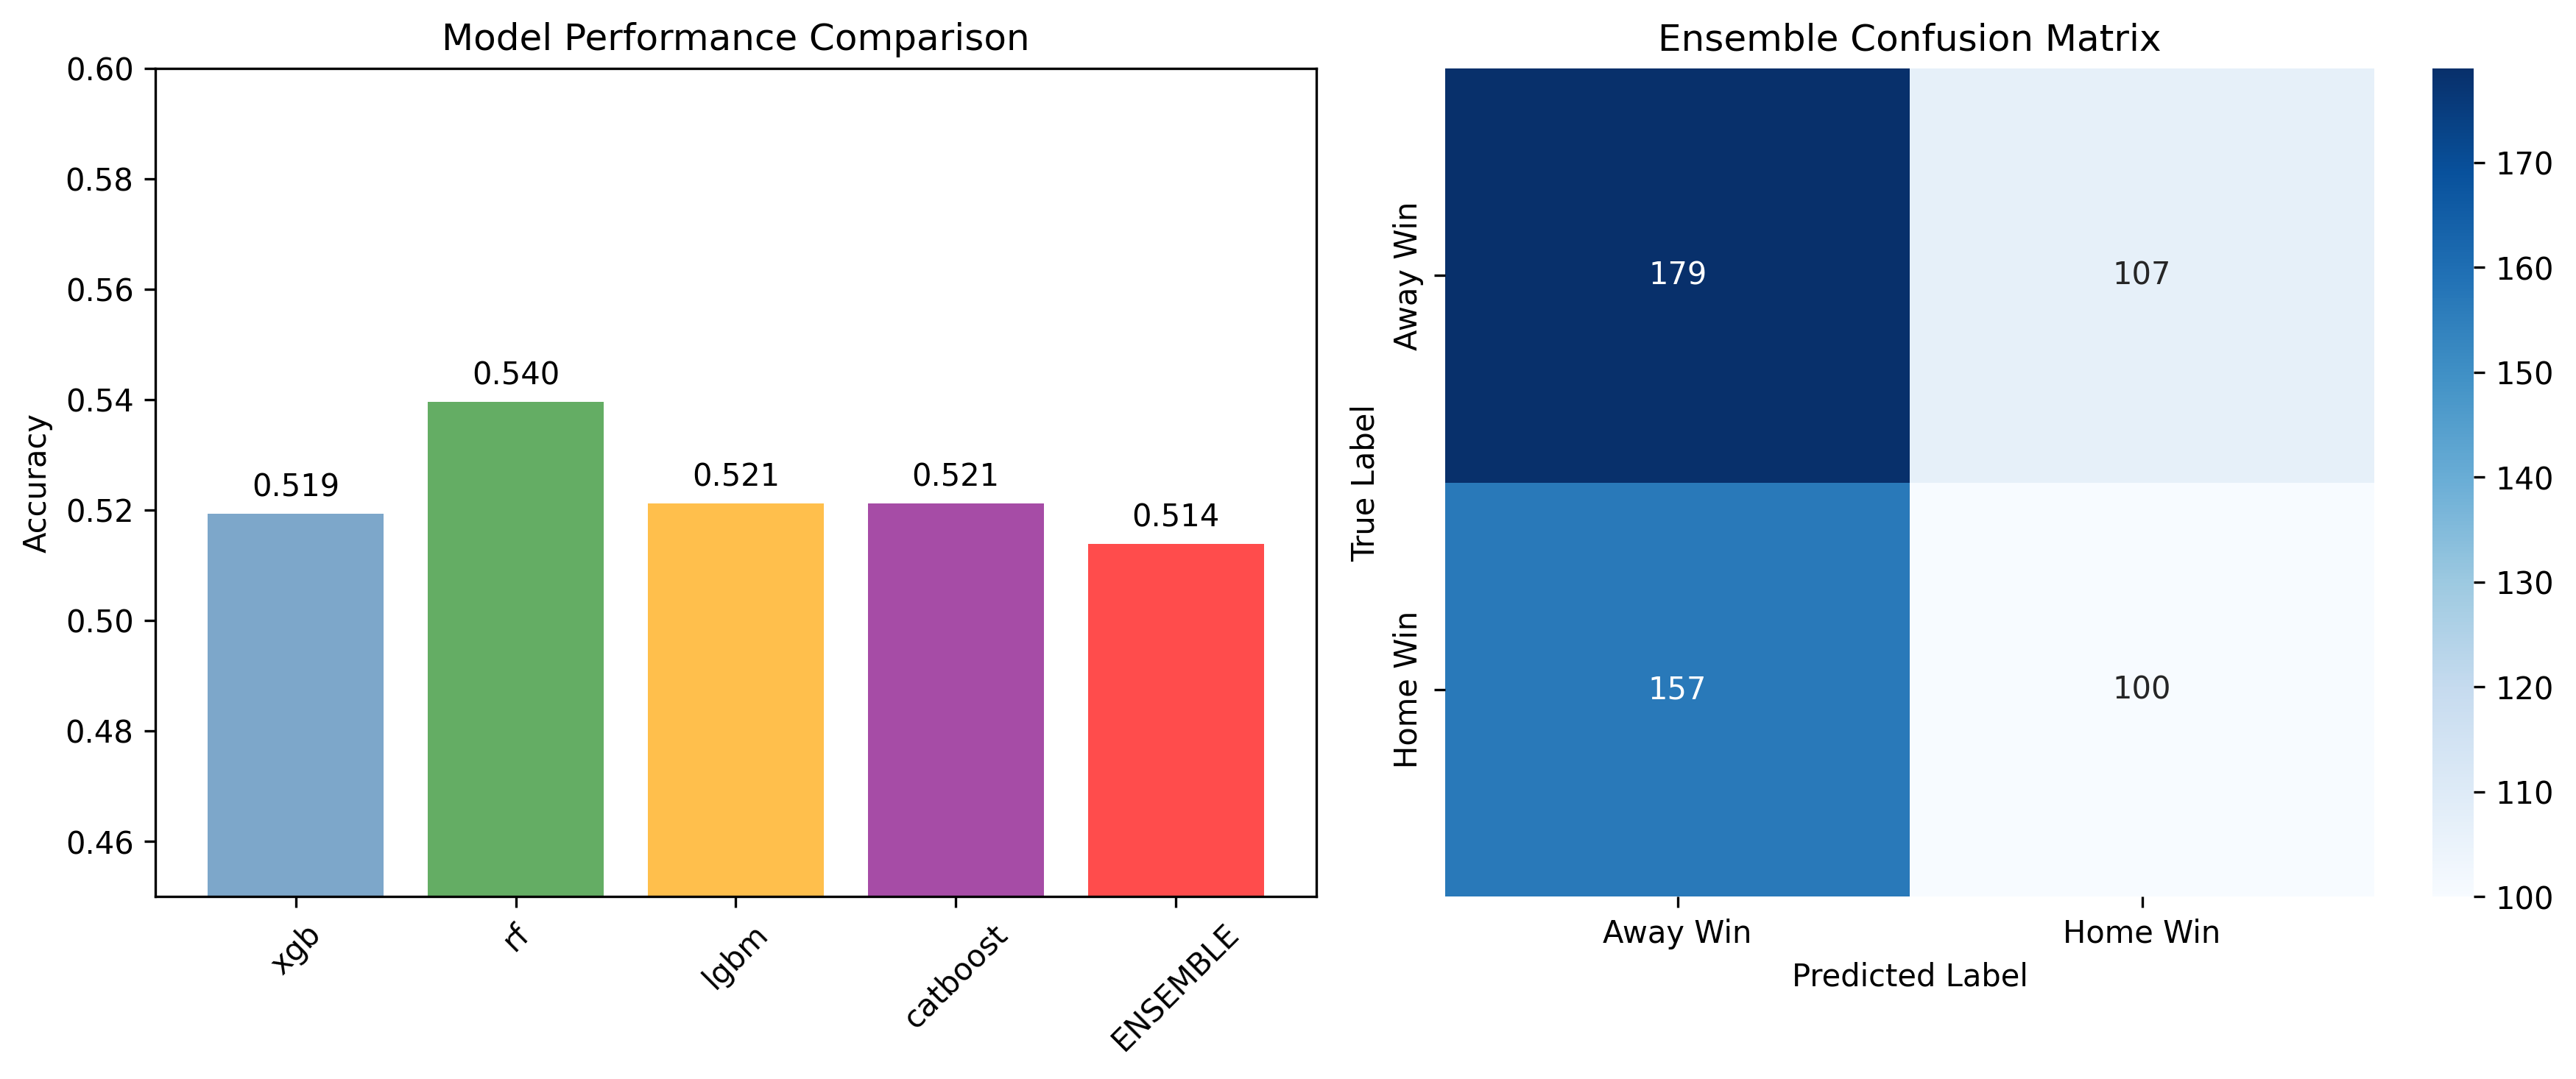 Model Performance Comparison
Accuracy
0.60
0.58
0.56
0.54
0.52
0.50
0.48
0.46
0.519
0.540
0.521
0.521
0.514
xgb
rf
lgbm
catboost
ENSEMBLE
Ensemble Confusion Matrix
True Label
Away Win
Home Win
179
107
157
100
Away Win
Home Win
Predicted Label
170
160
150
140
130
120
110
100